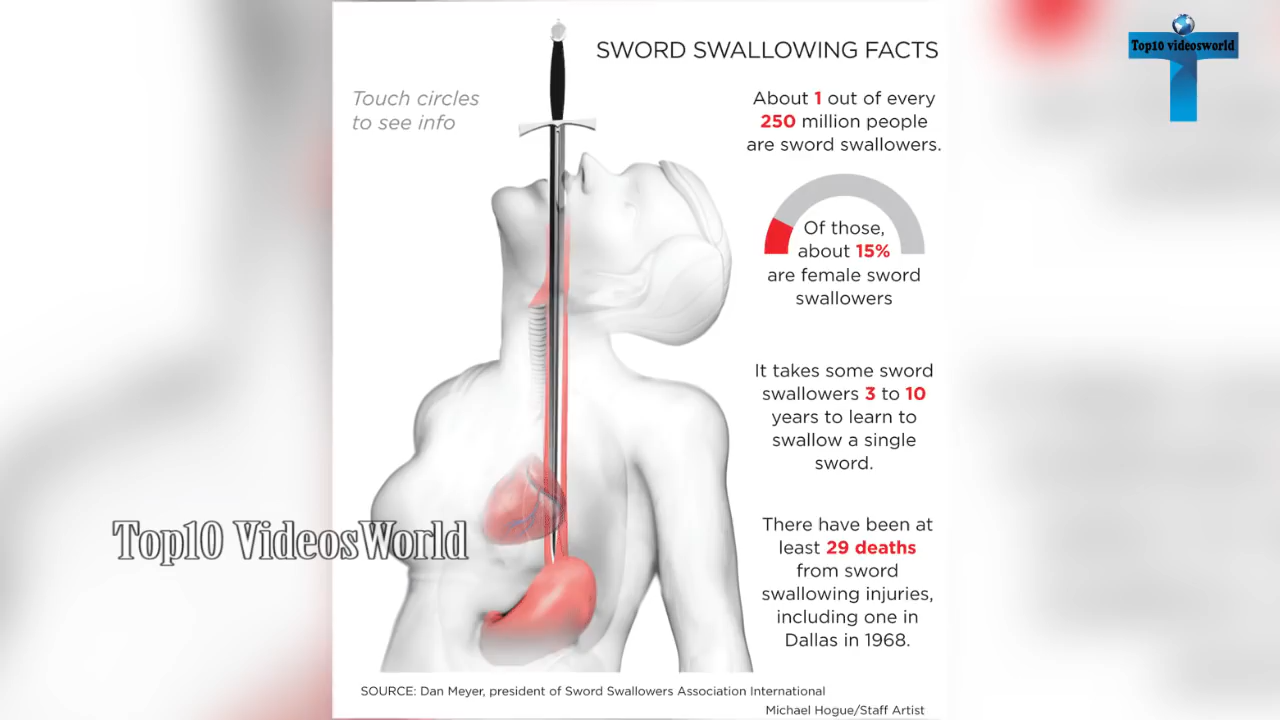 SWORD SWALLOWING FACTS
Touch circles
to see info
About 1 out of every
250 million people
are sword swallowers.
Of those,
about 15%
are female sword
swallowers
It takes some sword
swallowers 3 to 10
years to learn to
swallow a single
sword.
There have been at
least 29 deaths
from sword
swallowing injuries,
including one in
Dallas in 1968.
SOURCE: Dan Meyer, president of Sword Swallowers Association International
Michael Hogue/Staff Artist
Top10 videosworld
Top10 VideosWorld